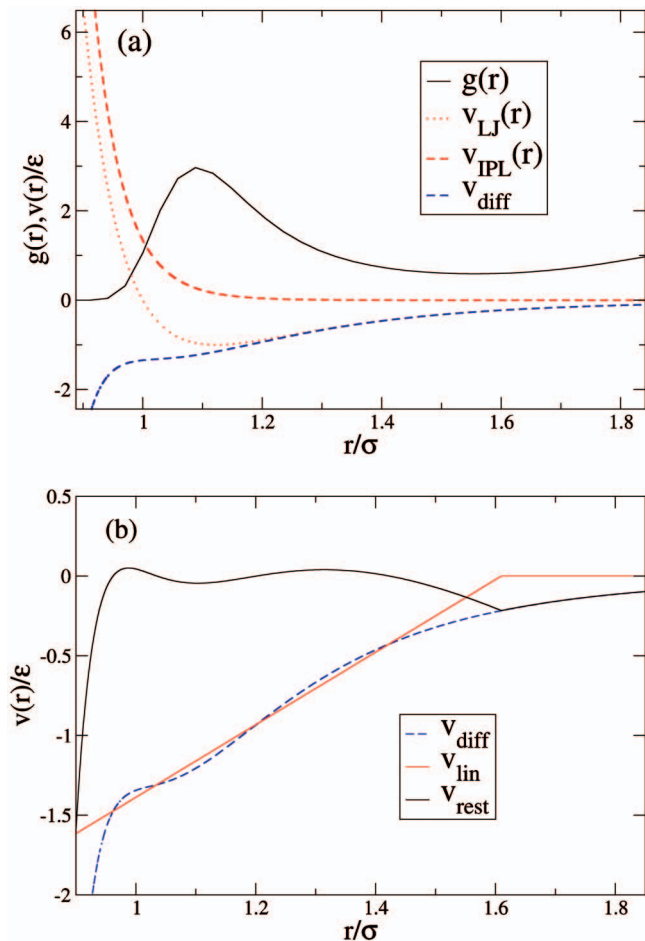 6
(a)
g(r)
v_LJ(r)
v_IPL(r)
v_diff
4
2
0
-2
g(r),v(r)/ε
1 1.2 1.4 1.6 1.8
r/σ
0.5
(b)
0
-0.5
-1
-1.5
-2
v(r)/ε
v_diff
v_lin
v_rest
1 1.2 1.4 1.6 1.8
r/σ